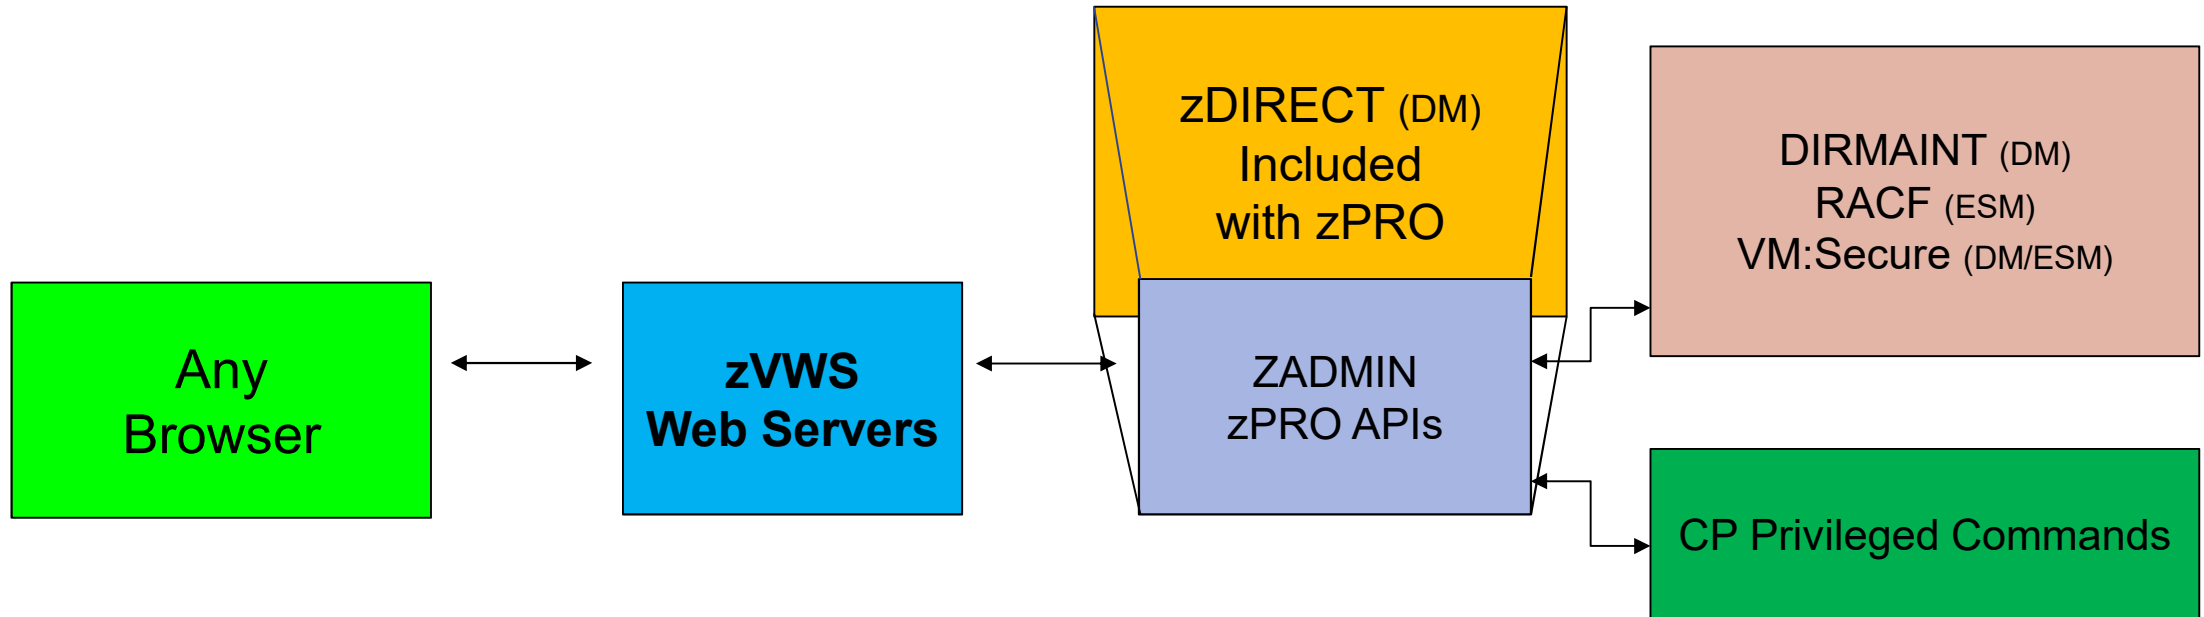 Any
Browser
zVWS
Web Servers
zDIRECT (DM)
Included
with zPRO
ZADMIN
zPRO APIs
DIRMAINT (DM)
RACF (ESM)
VM:Secure (DM/ESM)
CP Privileged Commands